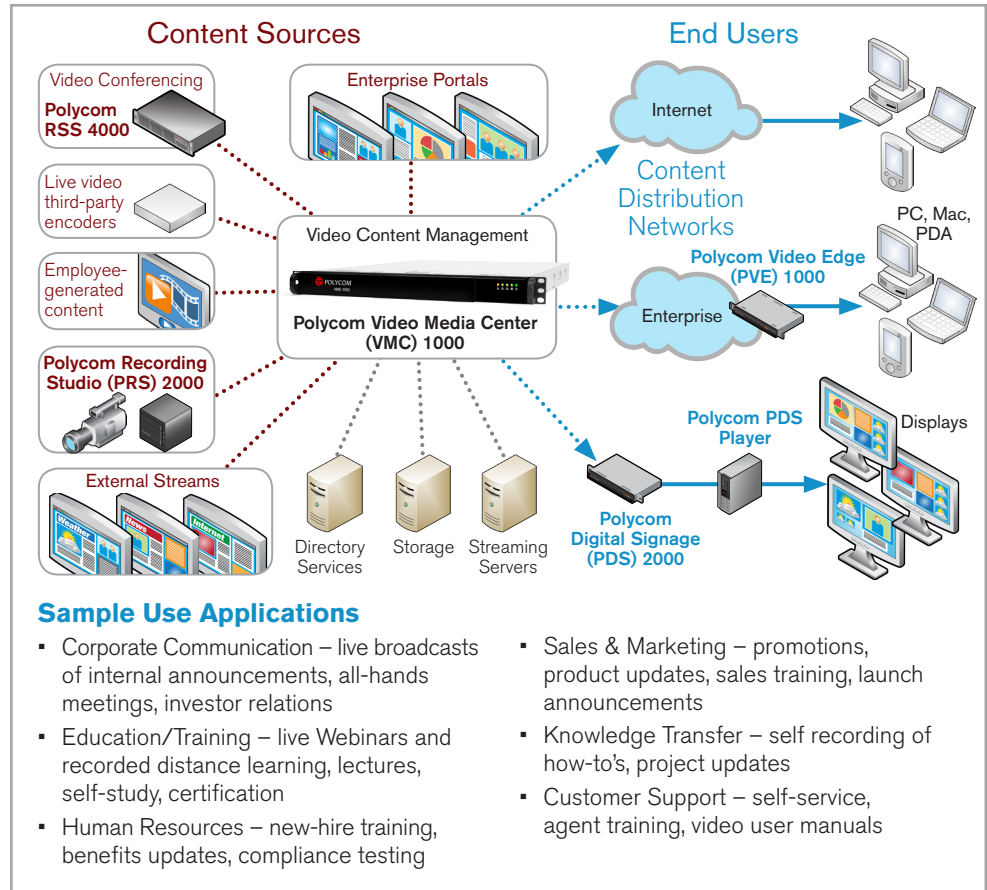 Content Sources
End Users
Video Conferencing
Polycom
RSS 4000
Enterprise Portals
Internet
Live video
third-party
encoders
Content
Distribution
Networks
Video Content Management
POLYCOM
VMC 1000
Polycom Video Media Center
(VMC) 1000
PC, Mac,
PDA
Polycom Video Edge
(PVE) 1000
Enterprise
Employee-
generated
content
Polycom Recording
Studio (PRS) 2000
Polycom PDS
Player
Displays
External Streams
Weather
News
Internet
Directory
Services
Storage
Streaming
Servers
Polycom
Digital Signage
(PDS) 2000
Sample Use Applications
▪ Corporate Communication – live broadcasts
of internal announcements, all-hands
meetings, investor relations
▪ Education/Training – live Webinars and
recorded distance learning, lectures,
self-study, certification
▪ Human Resources – new-hire training,
benefits updates, compliance testing
▪ Sales & Marketing – promotions,
product updates, sales training, launch
announcements
▪ Knowledge Transfer – self recording of
how-to's, project updates
▪ Customer Support – self-service,
agent training, video user manuals